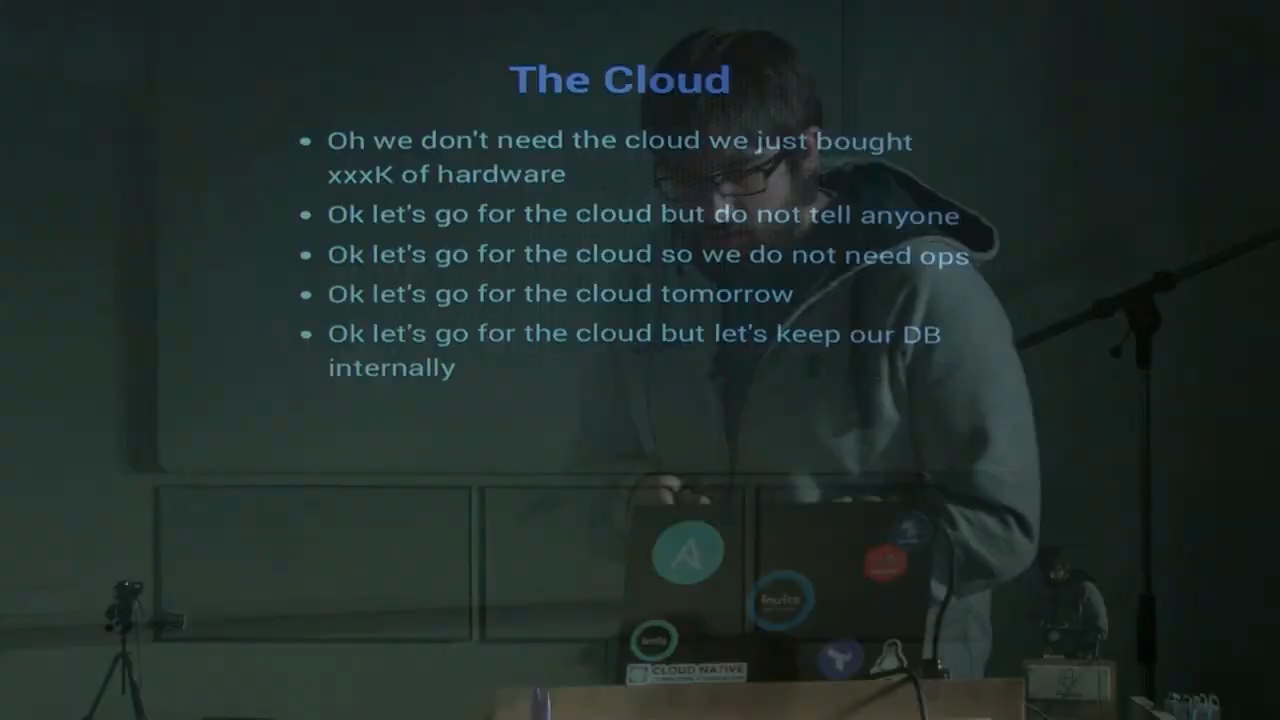 The Cloud
• Oh we don't need the cloud we just bought
xxxK of hardware
• Ok let's go for the cloud but do not tell anyone
• Ok let's go for the cloud so we do not need ops
• Ok let's go for the cloud tomorrow
• Ok let's go for the cloud but let's keep our DB
internally
CLOUD NATIVE